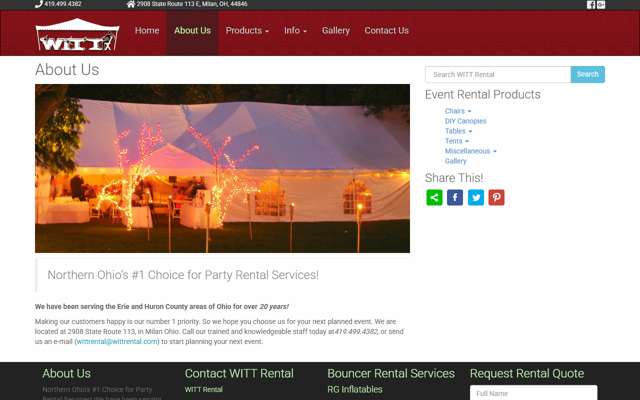 419.499.4382
2908 State Route 113 E, Milan, OH, 44846
WITT
Home
About Us
Products
Info
Gallery
Contact Us
About Us
Search WITT Rental
Search
Event Rental Products
Chairs
DIY Canopies
Tables
Tents
Miscellaneous
Gallery
Share This!
Northern Ohio's #1 Choice for Party Rental Services!
We have been serving the Erie and Huron County areas of Ohio for over 20 years!
Making our customers happy is our number 1 priority. So we hope you choose us for your next planned event. We are
located at 2908 State Route 113, in Milan Ohio. Call our trained and knowledgeable staff today at 419.499.4382, or send
us an e-mail (wittrental@wittrental.com) to start planning your next event.
About Us
Northern Ohio's #1 Choice for Party
Rental Services! We have been serving
Contact WITT Rental
WITT Rental
Bouncer Rental Services
RG Inflatables
Request Rental Quote
Full Name